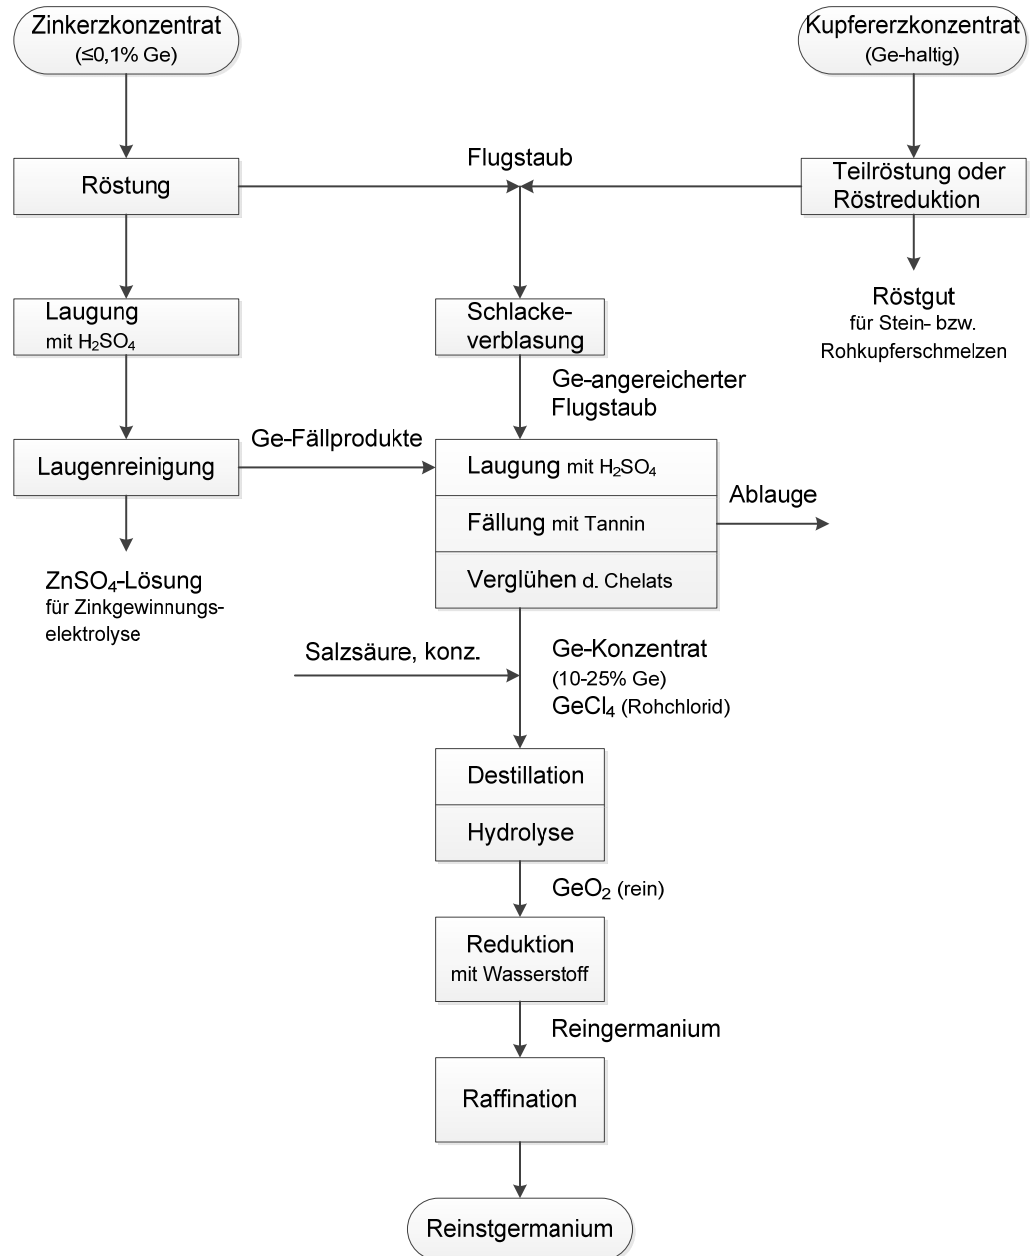 Zinkerzkonzentrat
(≤0,1% Ge)
Kupfererzkonzentrat
(Ge-haltig)
Flugstaub
Röstung
Teilröstung oder
Röstreduktion
Laugung
mit H₂SO₄
Schlacke-
verblasung
Röstgut
für Stein- bzw.
Rohkupferschmelzen
Ge-angereicherter
Flugstaub
Laugenreinigung
Ge-Fällprodukte
Laugung mit H₂SO₄
Fällung mit Tannin
Verglühen d. Chelats
Ablauge
ZnSO₄-Lösung
für Zinkgewinnungs-
elektrolyse
Salzsäure, konz.
Ge-Konzentrat
(10-25% Ge)
GeCl₄ (Rohchlorid)
Destillation
Hydrolyse
GeO₂ (rein)
Reduktion
mit Wasserstoff
Reingermanium
Raffination
Reinstgermanium